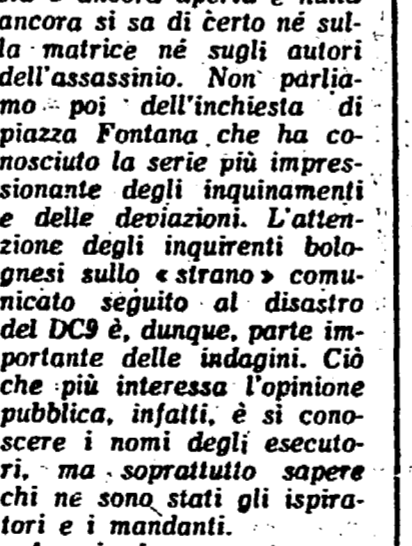 ancora si sa di certo né sul-
la matrice né sugli autori
dell'assassinio. Non parlia-
mo poi dell'inchiesta di
piazza Fontana che ha co-
nosciuto la serie più impres-
sionante degli inquinamenti
e delle deviazioni. L'atten-
zione degli inquirenti bolo-
gnesi sullo « strano » comu-
nicato seguito al disastro
del DC9 è, dunque, parte im-
portante delle indagini. Ciò
che più interessa l'opinione
pubblica, infatti, è sì cono-
scere i nomi degli esecuto-
ri, ma soprattutto sapere
chi ne sono stati gli ispira-
tori e i mandanti.